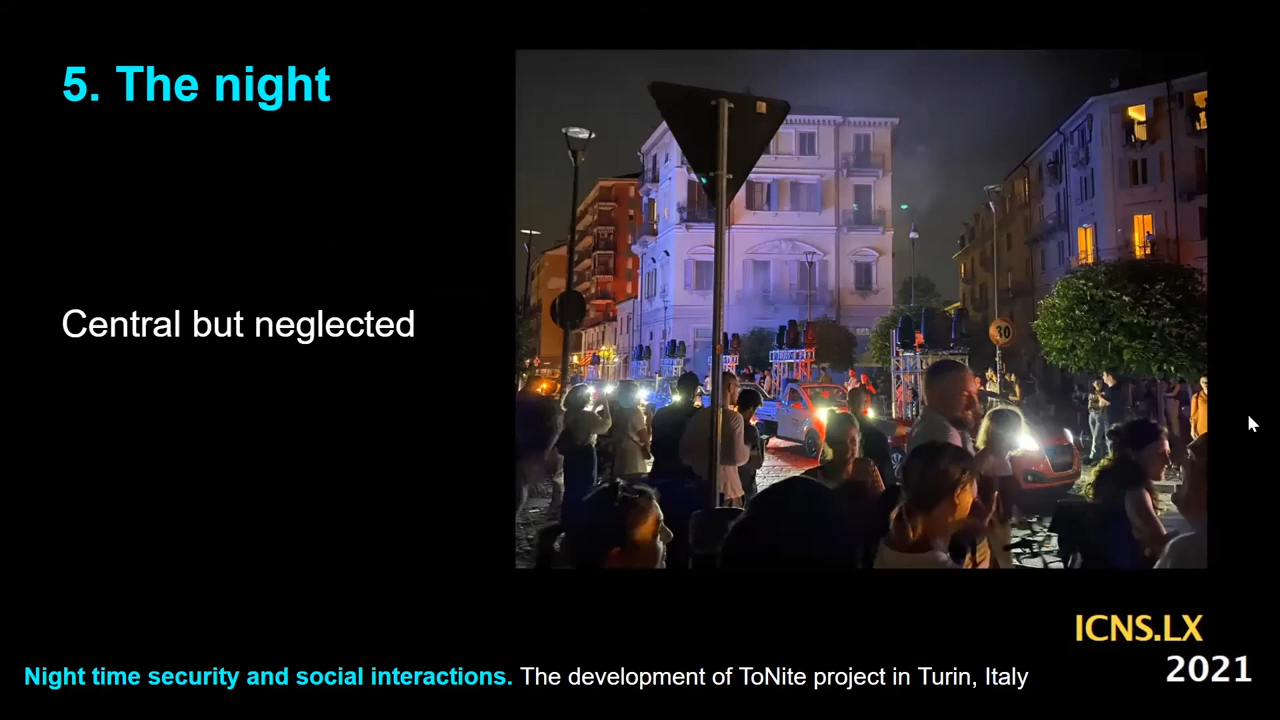 5. The night
Central but neglected
30
ICNS.LX
2021
Night time security and social interactions. The development of ToNite project in Turin, Italy